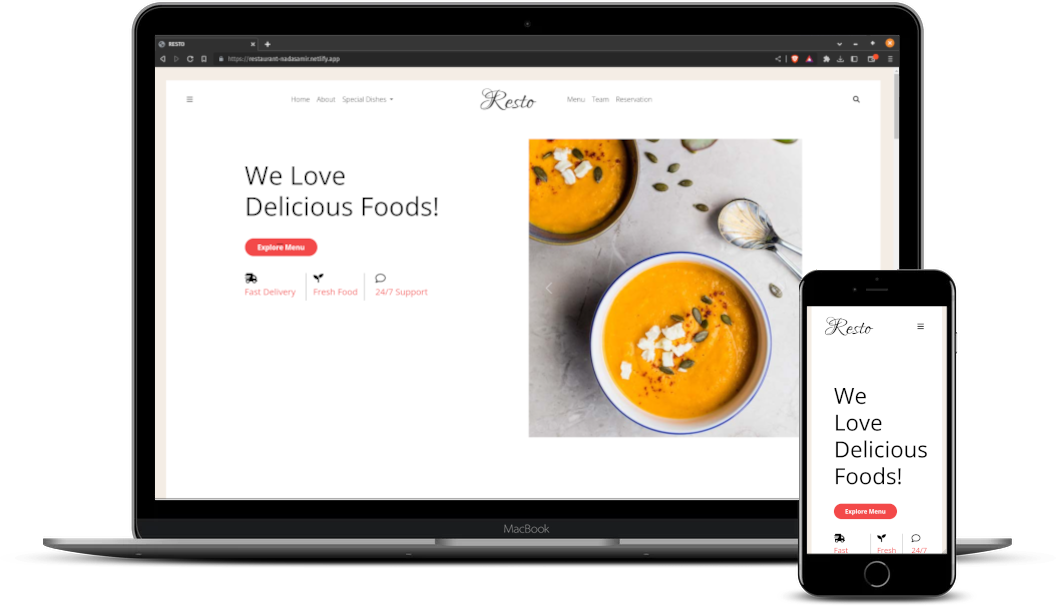 RESTO
https://restaurant-nadasamir.netlify.app
Home About Special Dishes Resto Menu Team Reservation
We Love
Delicious Foods!
Explore Menu
Fast Delivery Fresh Food 24/7 Support
MacBook
Resto
We
Love
Delicious
Foods!
Explore Menu
Fast Fresh 24/7